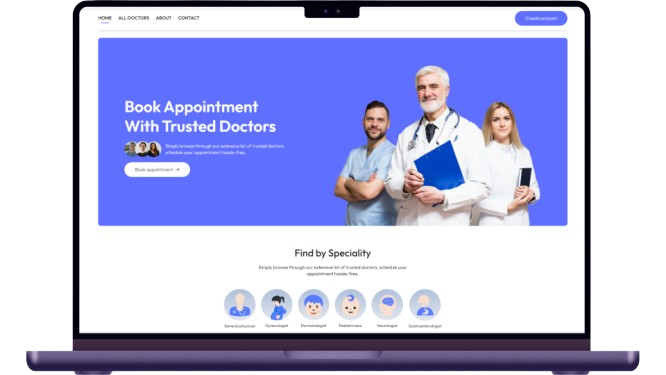 HOME ALL DOCTORS ABOUT CONTACT Create account
Book Appointment
With Trusted Doctors
Simply browse through our extensive list of trusted doctors,
schedule your appointment hassle-free.
Book appointment →
Find by Speciality
Simply browse through our extensive list of trusted doctors, schedule your
appointment hassle-free.
General physician Gynecologist Dermatologist Pediatricians Neurologist Gastroenterologist